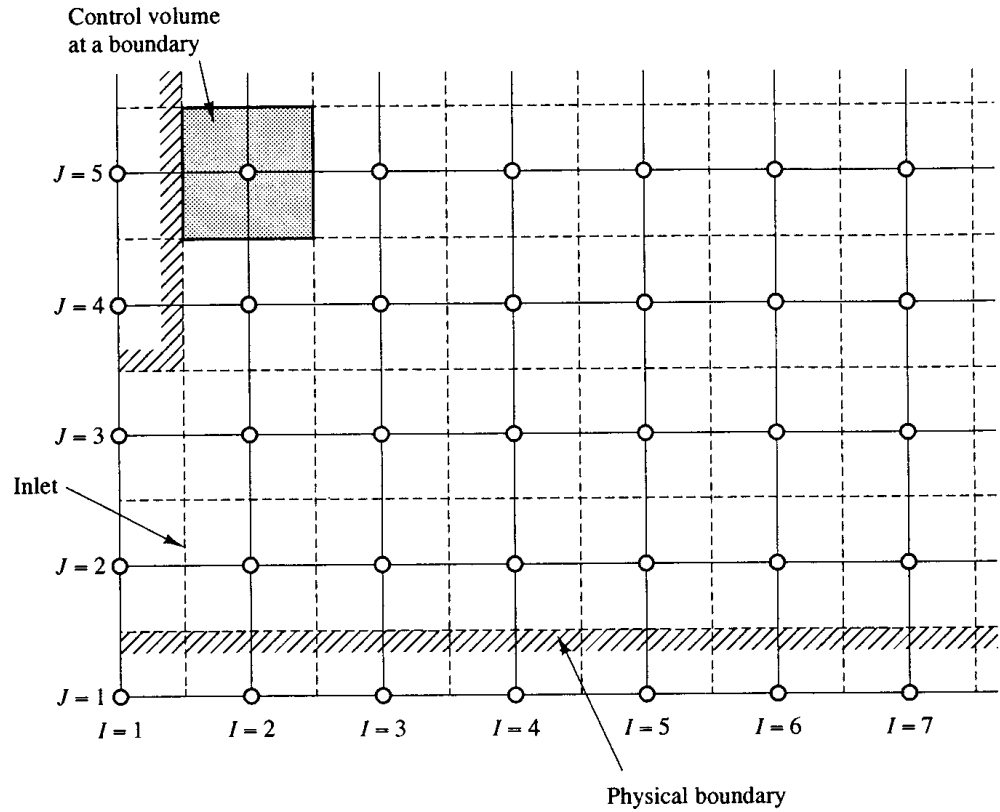 Control volume
at a boundary
J = 5
J = 4
J = 3
Inlet
J = 2
J = 1
I = 1 I = 2 I = 3 I = 4 I = 5 I = 6 I = 7
Physical boundary